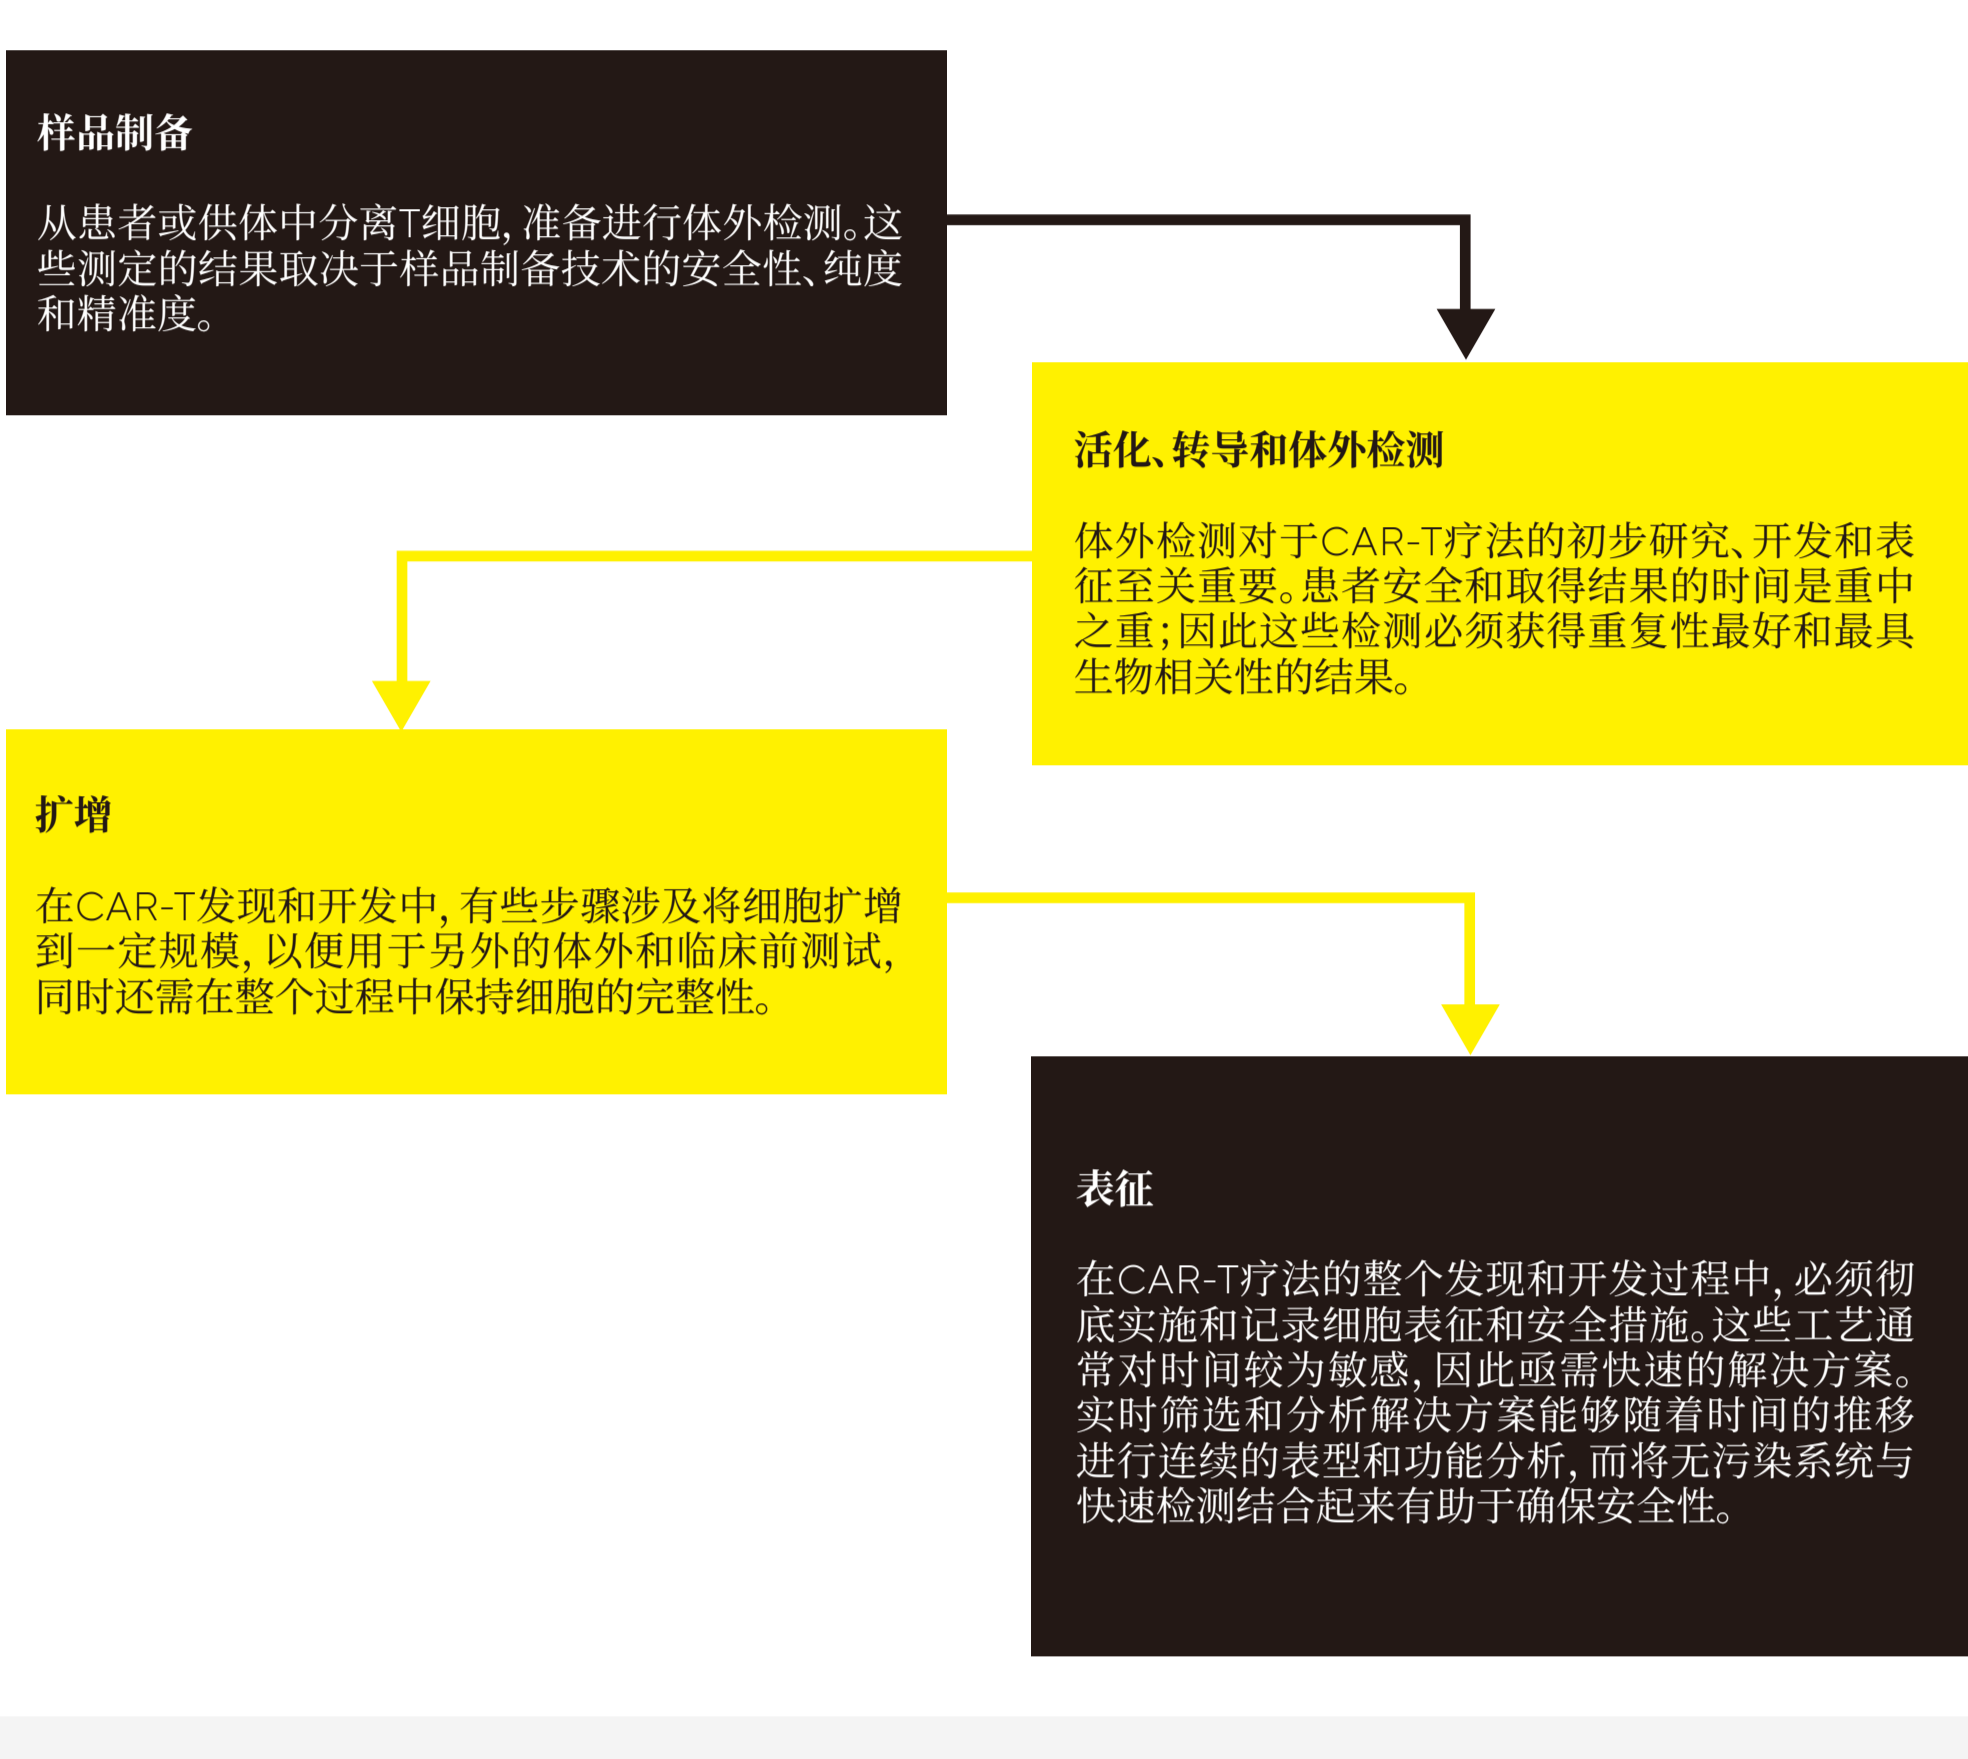 样品制备
从患者或供体中分离T细胞，准备进行体外检测。这
些测定的结果取决于样品制备技术的安全性、纯度
和精准度。
活化、转导和体外检测
体外检测对于CAR-T疗法的初步研究、开发和表
征至关重要。患者安全和取得结果的时间是重中
之重；因此这些检测必须获得重复性最好和最具
生物相关性的结果。
扩增
在CAR-T发现和开发中，有些步骤涉及将细胞扩增
到一定规模，以便用于另外的体外和临床前测试，
同时还需在整个过程中保持细胞的完整性。
表征
在CAR-T疗法的整个发现和开发过程中，必须彻
底实施和记录细胞表征和安全措施。这些工艺通
常对时间较为敏感，因此亟需快速的解决方案。
实时筛选和分析解决方案能够随着时间的推移
进行连续的表型和功能分析，而将无污染系统与
快速检测结合起来有助于确保安全性。